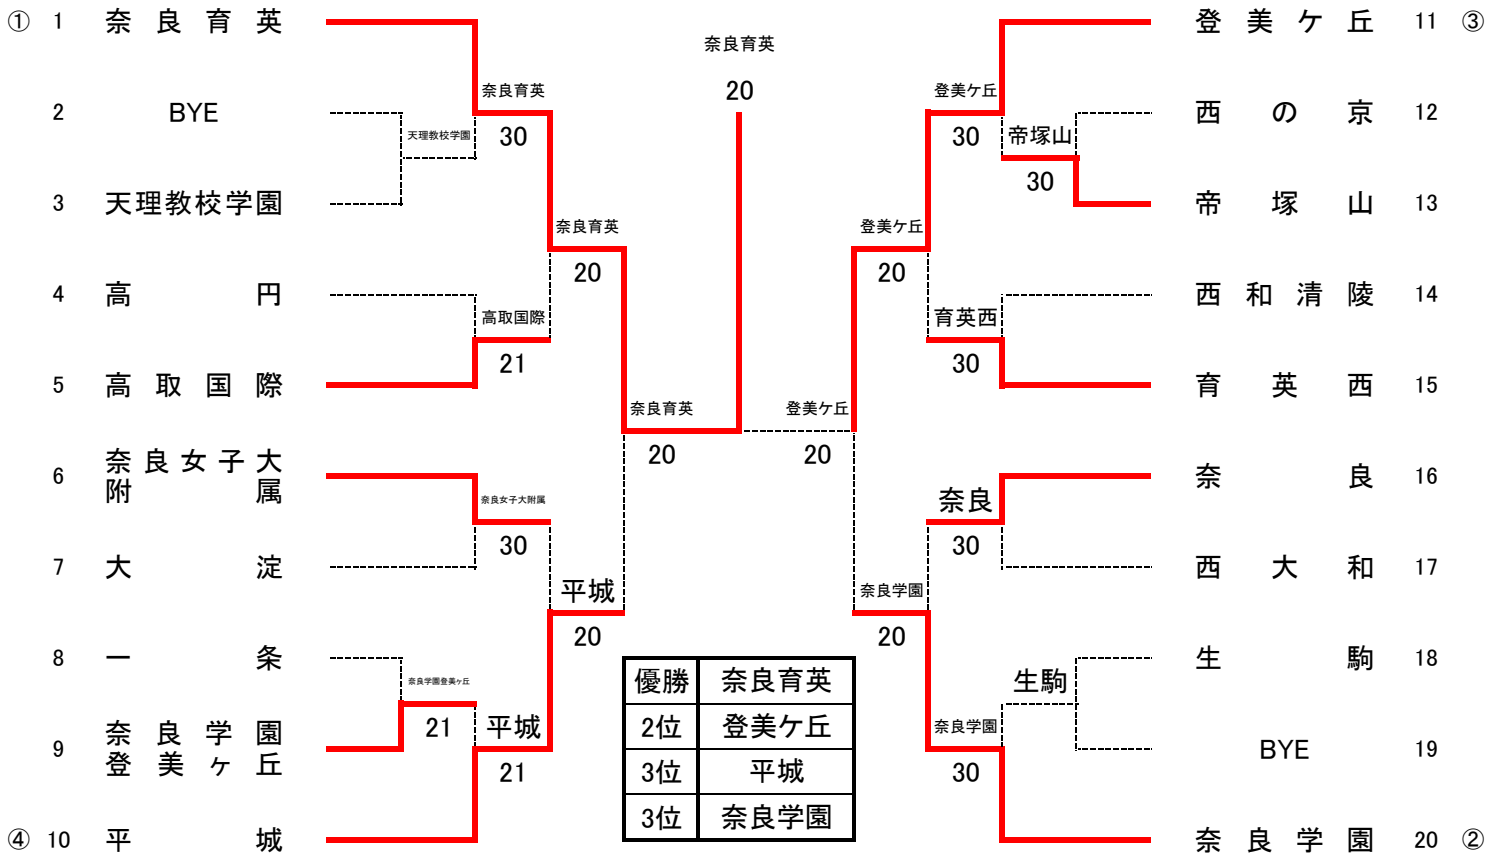 ① 1 奈良育英
2 BYE
3 天理教校学園
4 高円
5 高取国際
6 奈良女子大
附属
7 大淀
8 一条
9 奈良学園
登美ヶ丘
④ 10 平城
奈良育英
30
天理教校学園
高取国際
21
奈良育英
20
奈良女子大附属
30
奈良学園登美ヶ丘
21
平城
21
平城
20
奈良育英
20
奈良育英
20
登美ケ丘
20
登美ケ丘
20
登美ケ丘
30
帝塚山
30
育英西
30
奈良
30
奈良学園
20
生駒
奈良学園
30
登美ケ丘 11 ③
西の京 12
帝塚山 13
西和清陵 14
育英西 15
奈良 16
西大和 17
生駒 18
BYE 19
奈良学園 20 ②
優勝 奈良育英
2位 登美ケ丘
3位 平城
3位 奈良学園